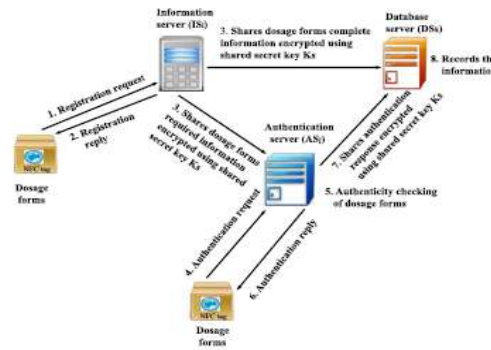 Information
server (ISs)
3. Shares dosage forms complete
information encrypted using
shared secret key Ks
Database
server (DSs)
8. Records th
information
1. Registration request
2. Registration
reply
3. Shares dosage forms
required information
encrypted using shared
secret key Ks
NFC tag
Dosage
forms
Authentication
server (ASj)
7. Shares authentication
response encrypted
using shared secret key Ks
5. Authenticity checking
of dosage forms
4. Authentication request
6. Authentication reply
NFC tag
Dosage
forms